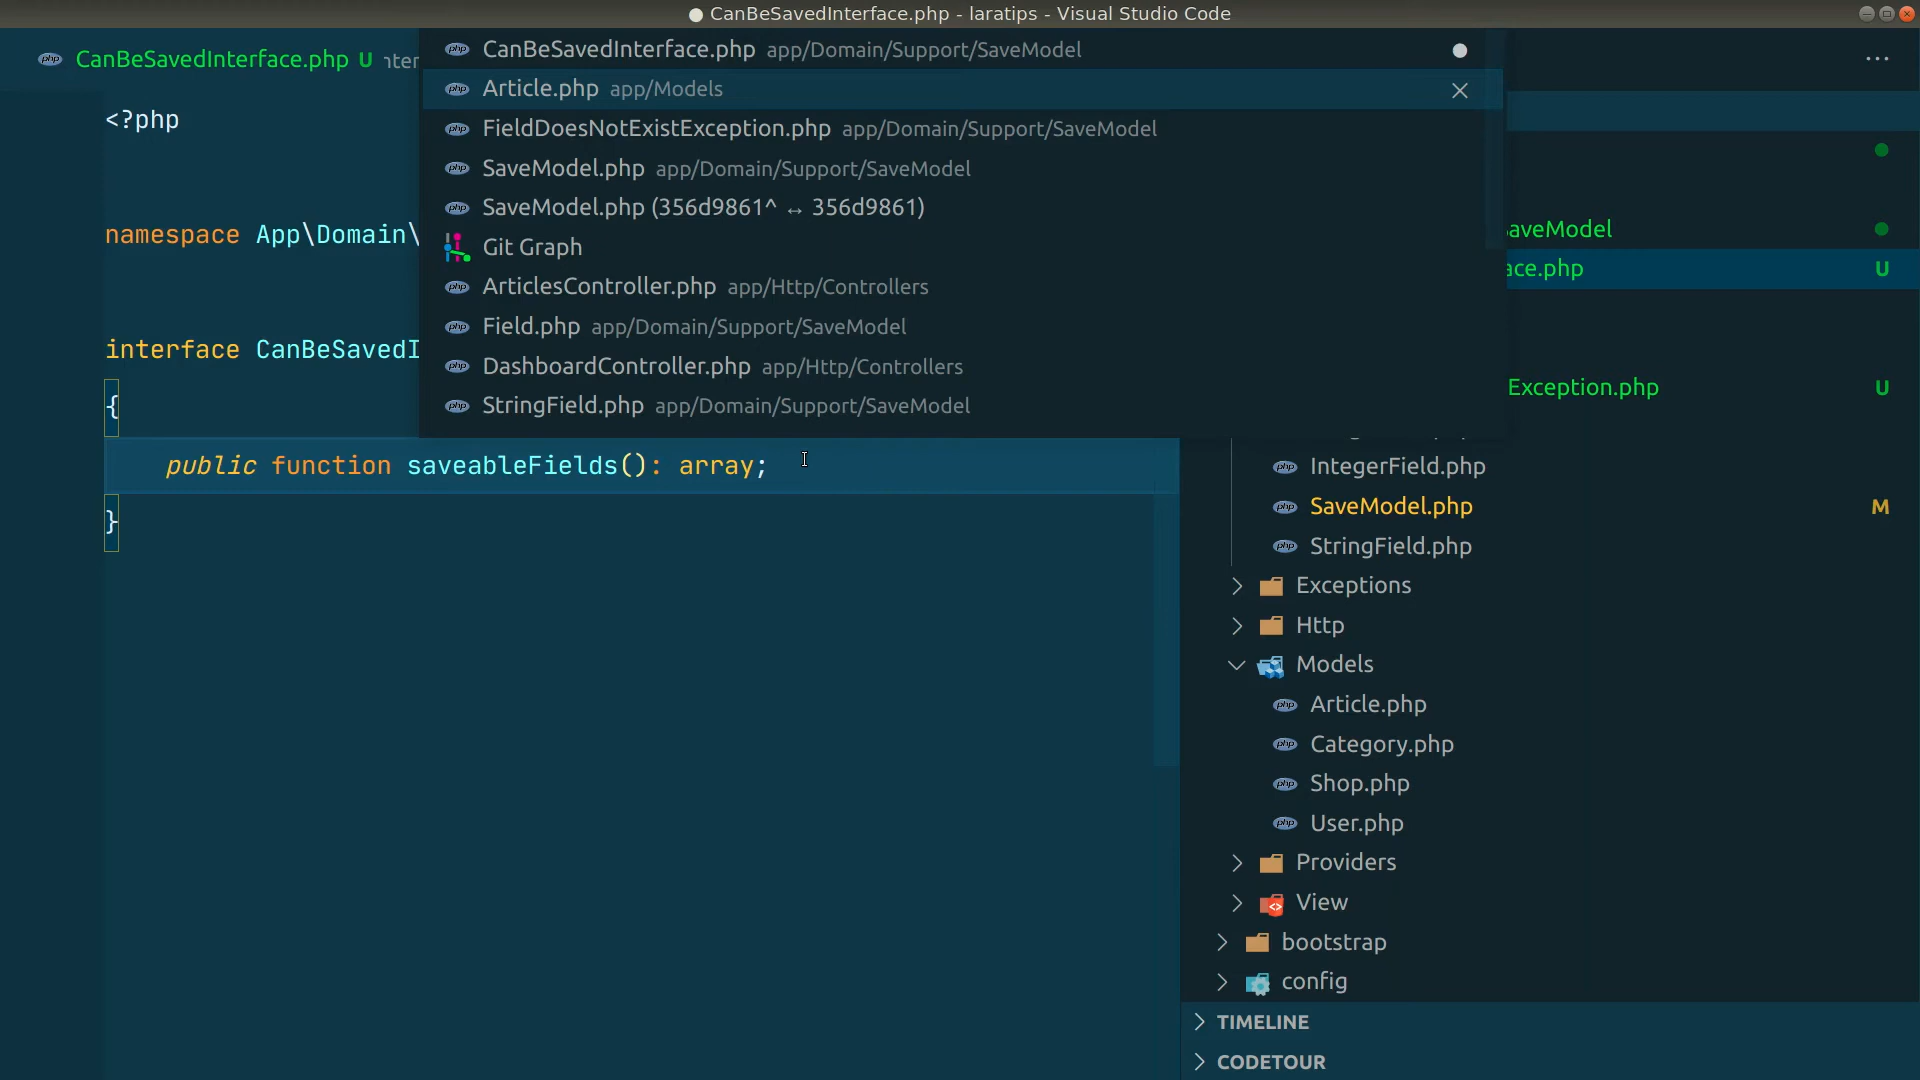 CanBeSavedInterface.php - laratips - Visual Studio Code
CanBeSavedInterface.php U
CanBeSavedInterface.php app/Domain/Support/SaveModel
Article.php app/Models
FieldDoesNotExistException.php app/Domain/Support/SaveModel
SaveModel.php app/Domain/Support/SaveModel
SaveModel.php (356d9861^ ↔ 356d9861)
Git Graph
ArticlesController.php app/Http/Controllers
Field.php app/Domain/Support/SaveModel
DashboardController.php app/Http/Controllers
StringField.php app/Domain/Support/SaveModel
<?php
namespace App\Domain\
interface CanBeSavedI
{
public function saveableFields(): array;
}
SaveModel
ace.php U
Exception.php U
IntegerField.php
SaveModel.php M
StringField.php
Exceptions
Http
Models
Article.php
Category.php
Shop.php
User.php
Providers
View
bootstrap
config
TIMELINE
CODETOUR